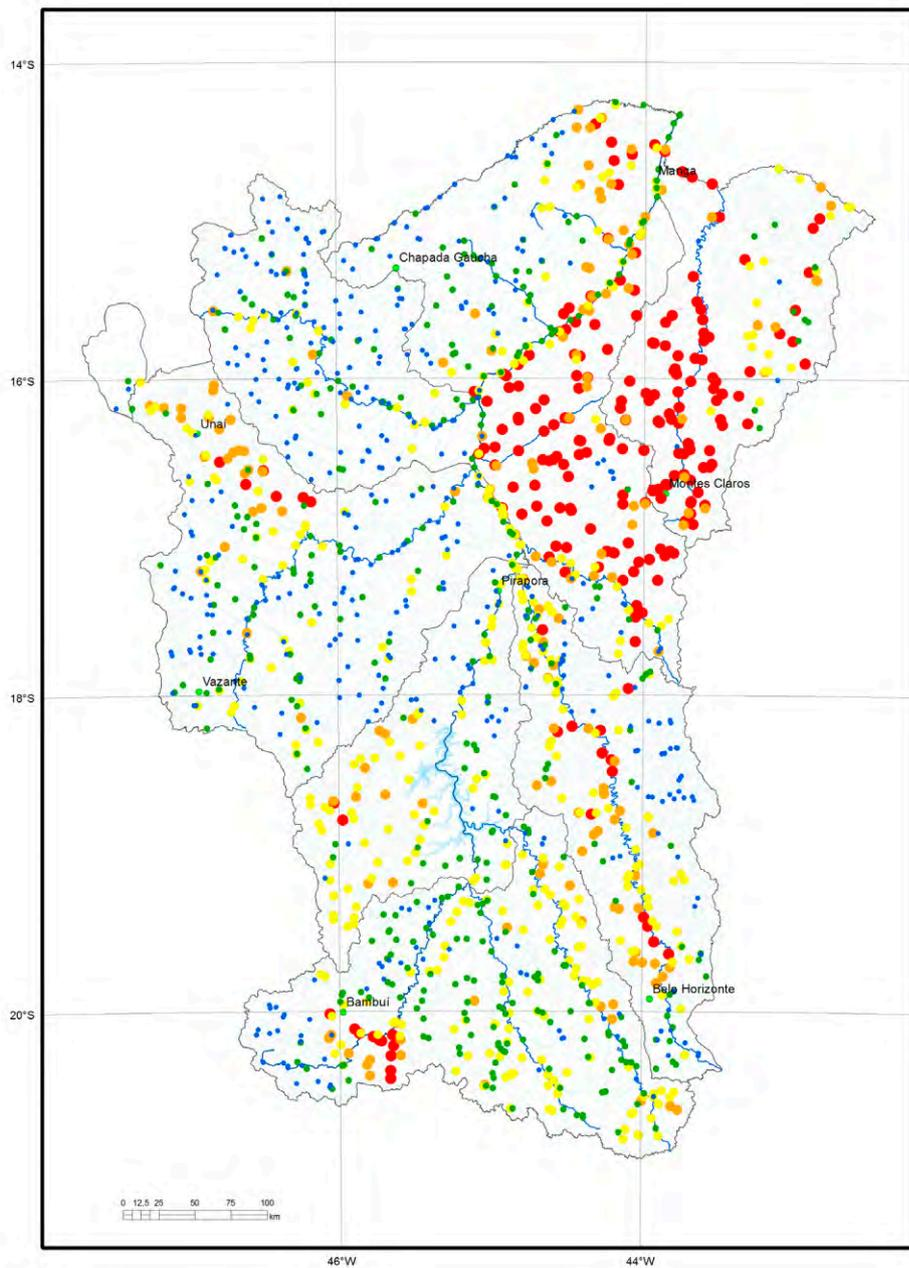 14°S
Manga
Chapada Gaúcha
16°S
Unaí
Montes Claros
Pirapora
Vazante
18°S
Belo Horizonte
Bambuí
20°S
0 12,5 25 50 75 100
km
46°W 44°W